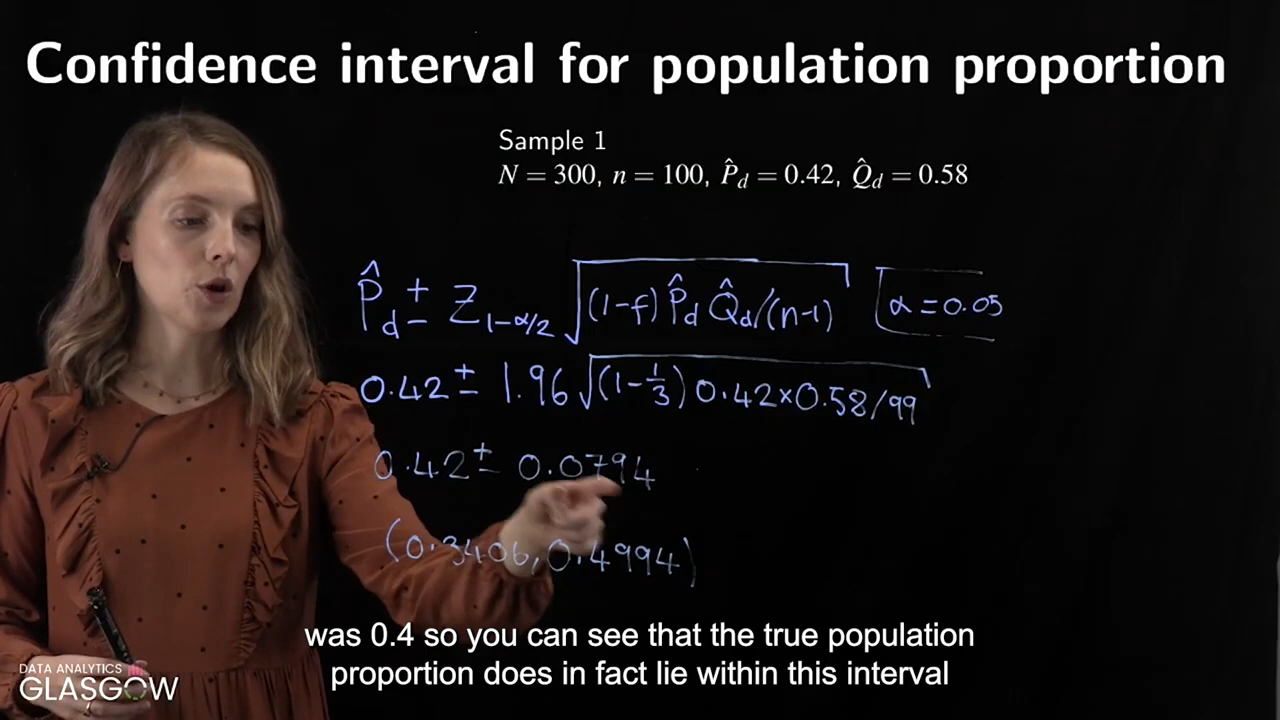 Confidence interval for population proportion
Sample 1
N = 300, n = 100, P̂d = 0.42, Q̂d = 0.58
P̂d ± Z1-α/2 √(1-f) P̂d Q̂d/(n-1)
α = 0.05
0.42 ± 1.96 √(1-1/3) 0.42×0.58/99
0.42 ± 0.0794
(0.3406, 0.4994)
was 0.4 so you can see that the true population
proportion does in fact lie within this interval
DATA ANALYTICS
GLASGOW